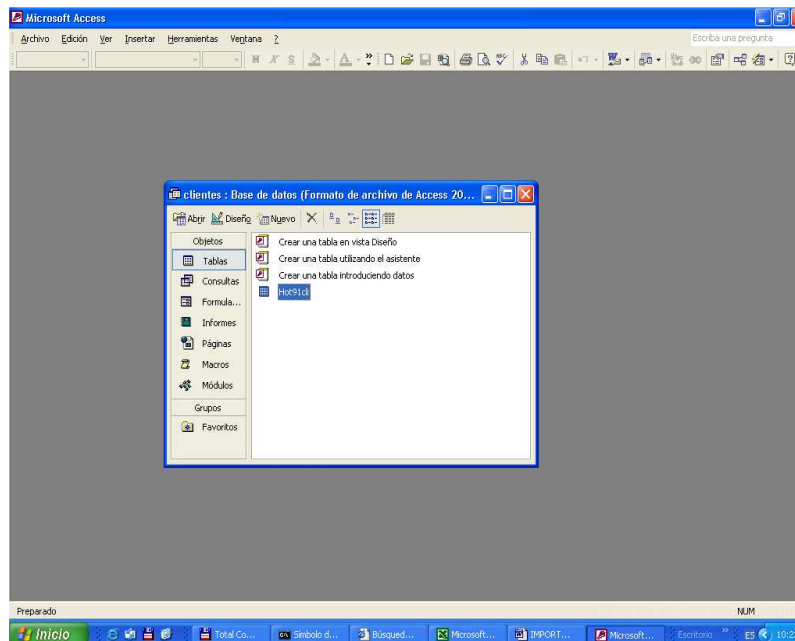 Microsoft Access
Archivo Edición Ver Insertar Herramientas Ventana ?
Escriba una pregunta
N K S
clientes : Base de datos (Formato de archivo de Access 20...
Abrir Diseño Nuevo
Objetos
Tablas
Consultas
Formula...
Informes
Páginas
Macros
Módulos
Grupos
Favoritos
Crear una tabla en vista Diseño
Crear una tabla utilizando el asistente
Crear una tabla introduciendo datos
Hot91cli
Preparado
NUM
Inicio
Total Co...
Símbolo d...
Búsqued...
Microsoft...
IMPORT...
Microsoft...
Escritorio
ES